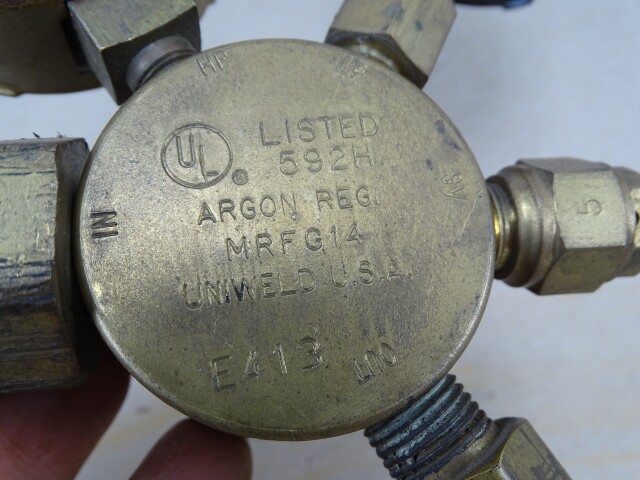 HP LP
UL ® LISTED
592H
SV
ARGON REG.
IN
MRFG14
UNIWELD U.S.A.
E413
OUT
5